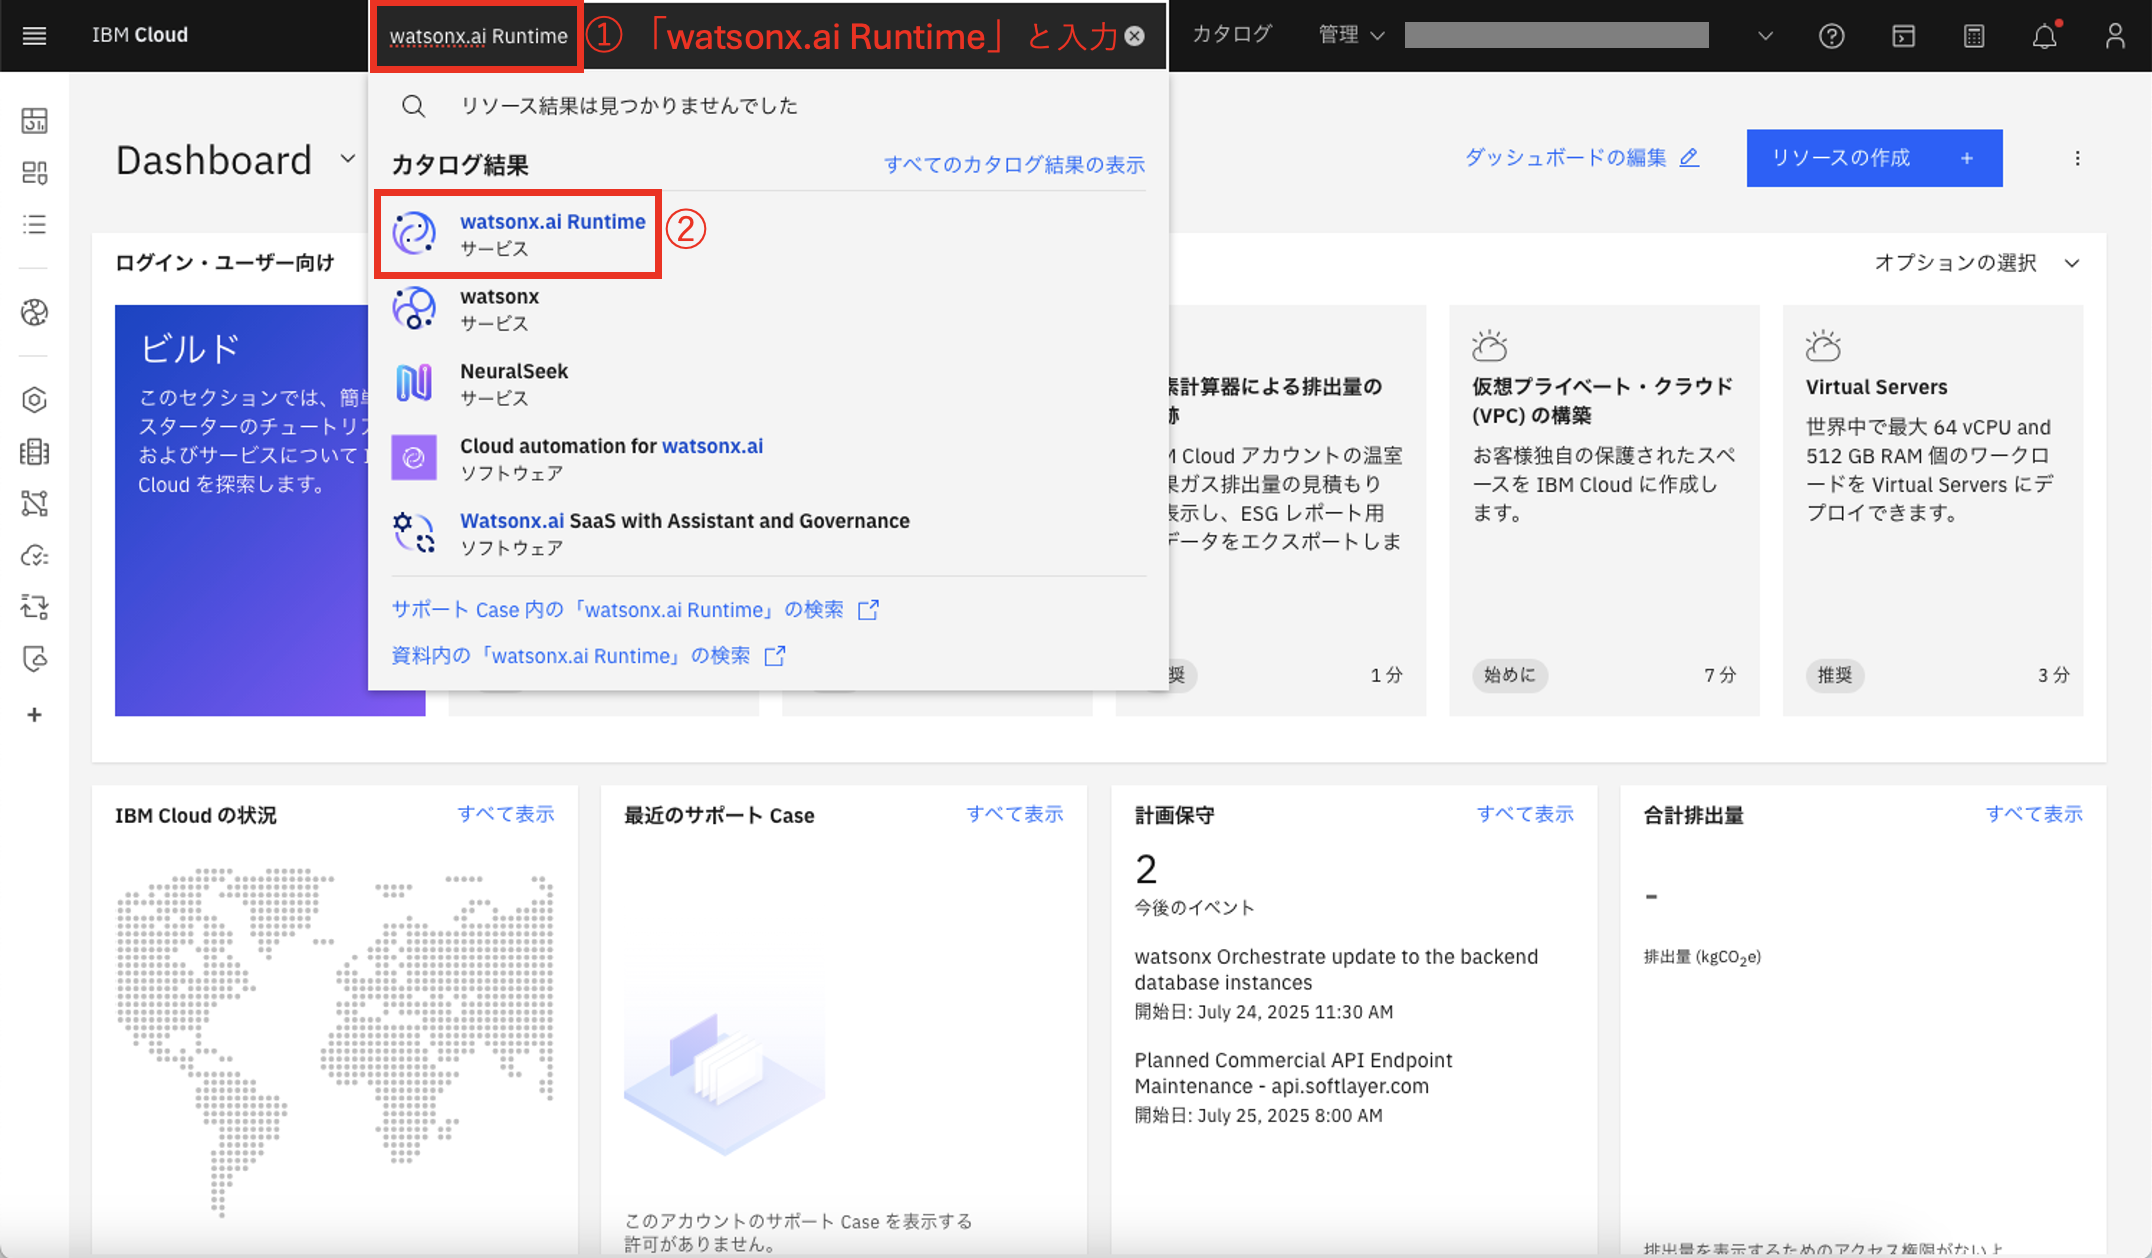 IBM Cloud
watsonx.ai Runtime
① 「watsonx.ai Runtime」と入力
カタログ
管理
リソース結果は見つかりませんでした
カタログ結果
すべてのカタログ結果の表示
watsonx.ai Runtime
サービス
②
watsonx
サービス
NeuralSeek
サービス
Cloud automation for watsonx.ai
ソフトウェア
Watsonx.ai SaaS with Assistant and Governance
ソフトウェア
サポート Case 内の「watsonx.ai Runtime」の検索
資料内の「watsonx.ai Runtime」の検索
Dashboard
ダッシュボードの編集
リソースの作成 +
ログイン・ユーザー向け
オプションの選択
ビルド
このセクションでは、簡単
スターターのチュートリア
およびサービスについて I
Cloud を探索します。
素計算器による排出量の
跡
M Cloud アカウントの温室
果ガス排出量の見積もり
表示し、ESG レポート用
データをエクスポートしま
奨
1 分
仮想プライベート・クラウド
(VPC) の構築
お客様独自の保護されたスペ
ースを IBM Cloud に作成し
ます。
始めに
7 分
Virtual Servers
世界中で最大 64 vCPU and
512 GB RAM 個のワークロ
ードを Virtual Servers にデ
プロイできます。
推奨
3 分
IBM Cloud の状況
すべて表示
最近のサポート Case
すべて表示
このアカウントのサポート Case を表示する
許可がありません。
計画保守
すべて表示
2
今後のイベント
watsonx Orchestrate update to the backend
database instances
開始日: July 24, 2025 11:30 AM
Planned Commercial API Endpoint
Maintenance - api.softlayer.com
開始日: July 25, 2025 8:00 AM
合計排出量
すべて表示
-
排出量 (kgCO2e)
排出量を表示するためのアクセス権限がないよ